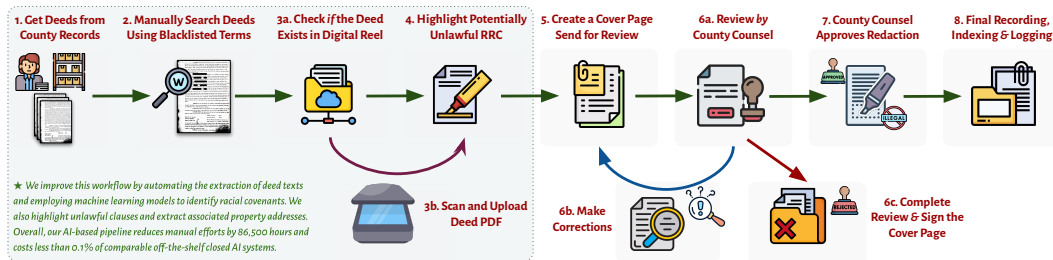 1. Get Deeds from
County Records
2. Manually Search Deeds
Using Blacklisted Terms
3a. Check if the Deed
Exists in Digital Reel
4. Highlight Potentially
Unlawful RRC
5. Create a Cover Page
Send for Review
6a. Review by
County Counsel
7. County Counsel
Approves Redaction
8. Final Recording,
Indexing & Logging
W
APPROVED
ILLEGAL
★ We improve this workflow by automating the extraction of deed texts
and employing machine learning models to identify racial covenants. We
also highlight unlawful clauses and extract associated property addresses.
Overall, our AI-based pipeline reduces manual efforts by 86,500 hours and
costs less than 0.1% of comparable off-the-shelf closed AI systems.
3b. Scan and Upload
Deed PDF
6b. Make
Corrections
REJECTED
6c. Complete
Review & Sign the
Cover Page